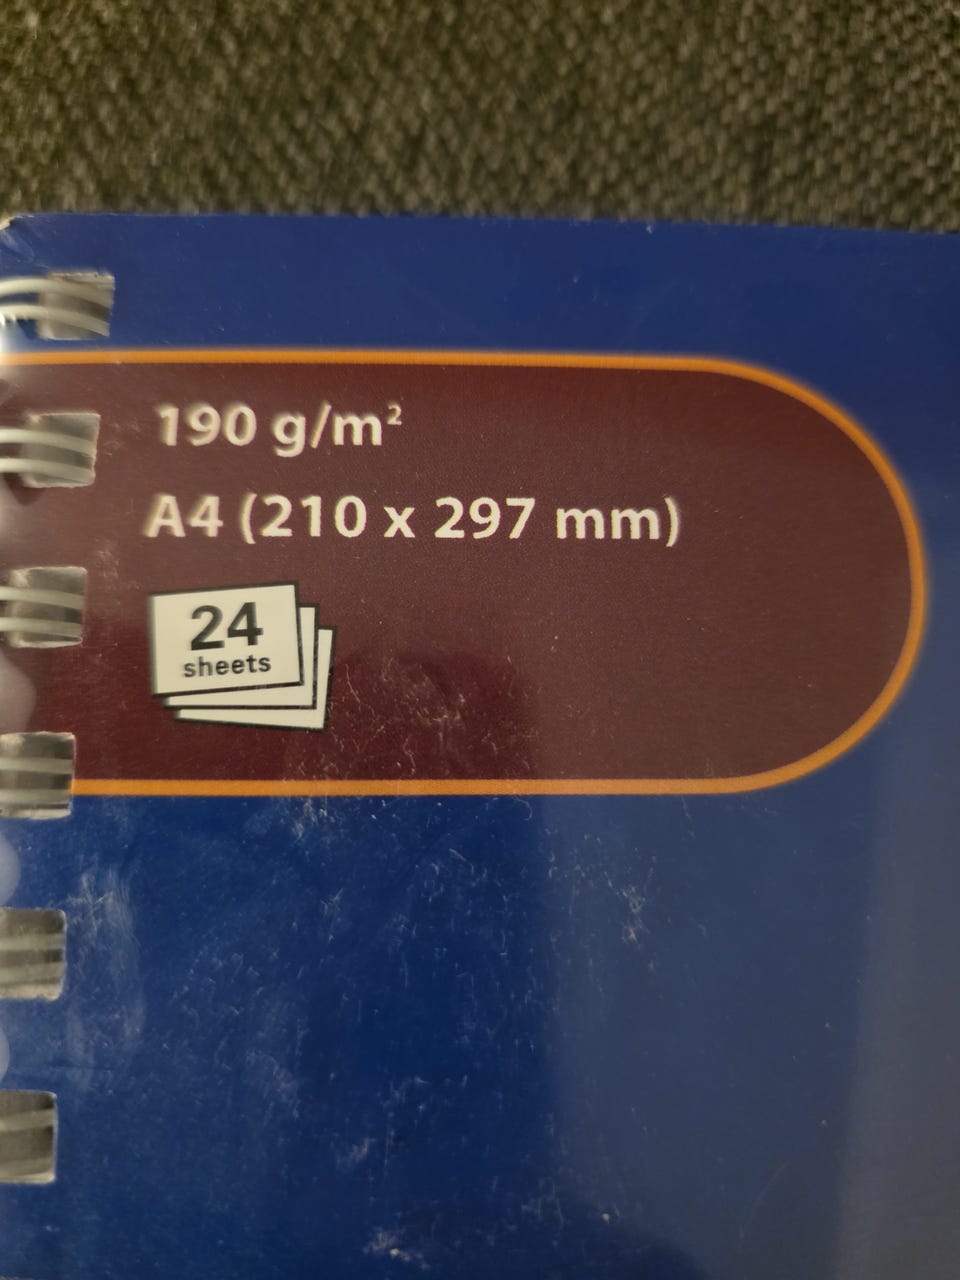 190 g/m²
A4 (210 x 297 mm)
24
sheets